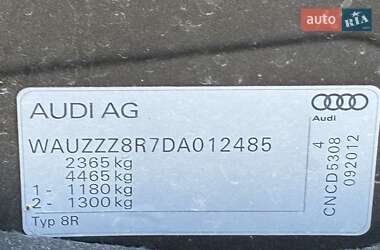 auto RIA
AUDI AG
Audi
WAUZZZ8R7DA012485
2365 kg
4465 kg
1 - 1180 kg
2 - 1300 kg
Typ 8R
CNCD5308 4
092012